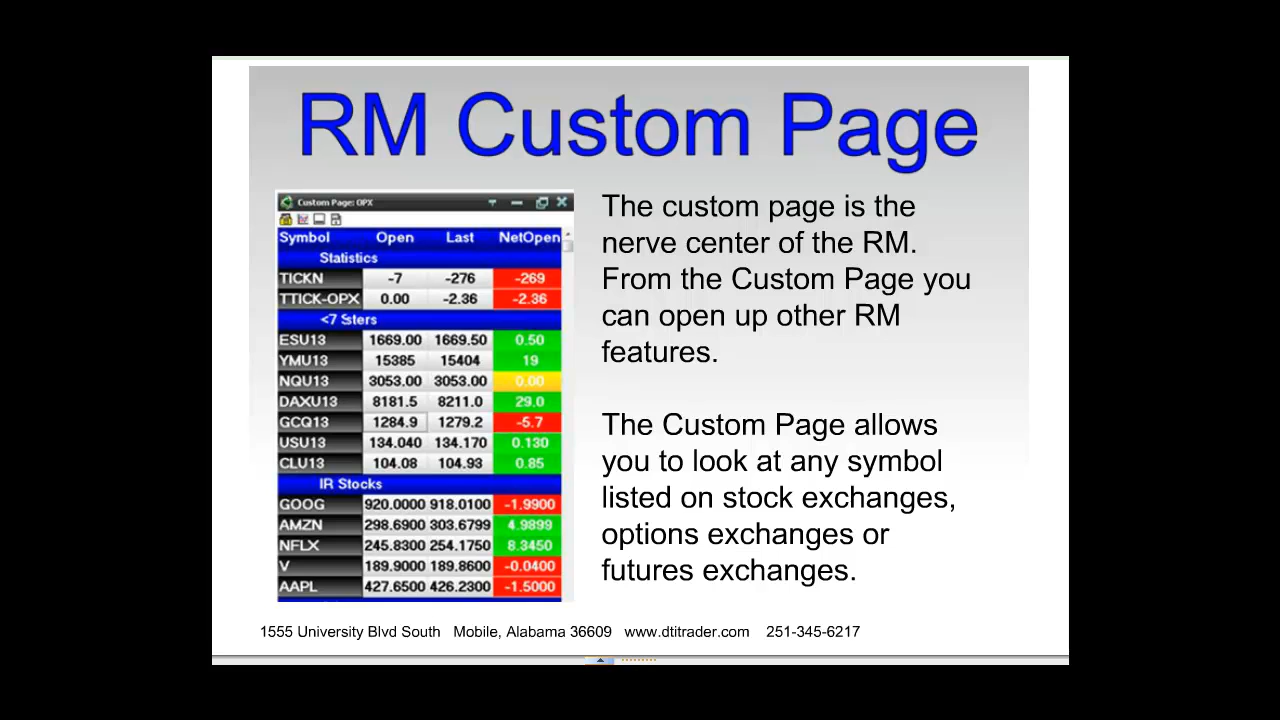 RM Custom Page
Custom Page: OPX
Symbol Open Last NetOpen
Statistics
TICKN -7 -276 -269
TTICK-OPX 0.00 -2.36 -2.36
<7 Sters
ESU13 1669.00 1669.50 0.50
YMU13 15385 15404 19
NQU13 3053.00 3053.00 0.00
DAXU13 8181.5 8211.0 29.0
GCQ13 1284.9 1279.2 -5.7
USU13 134.040 134.170 0.130
CLU13 104.08 104.93 0.85
IR Stocks
GOOG 920.0000 918.0100 -1.9900
AMZN 298.6900 303.6799 4.9899
NFLX 245.8300 254.1750 8.3450
V 189.9000 189.8600 -0.0400
AAPL 427.6500 426.2300 -1.5000
The custom page is the
nerve center of the RM.
From the Custom Page you
can open up other RM
features.
The Custom Page allows
you to look at any symbol
listed on stock exchanges,
options exchanges or
futures exchanges.
1555 University Blvd South Mobile, Alabama 36609 www.dtitrader.com 251-345-6217